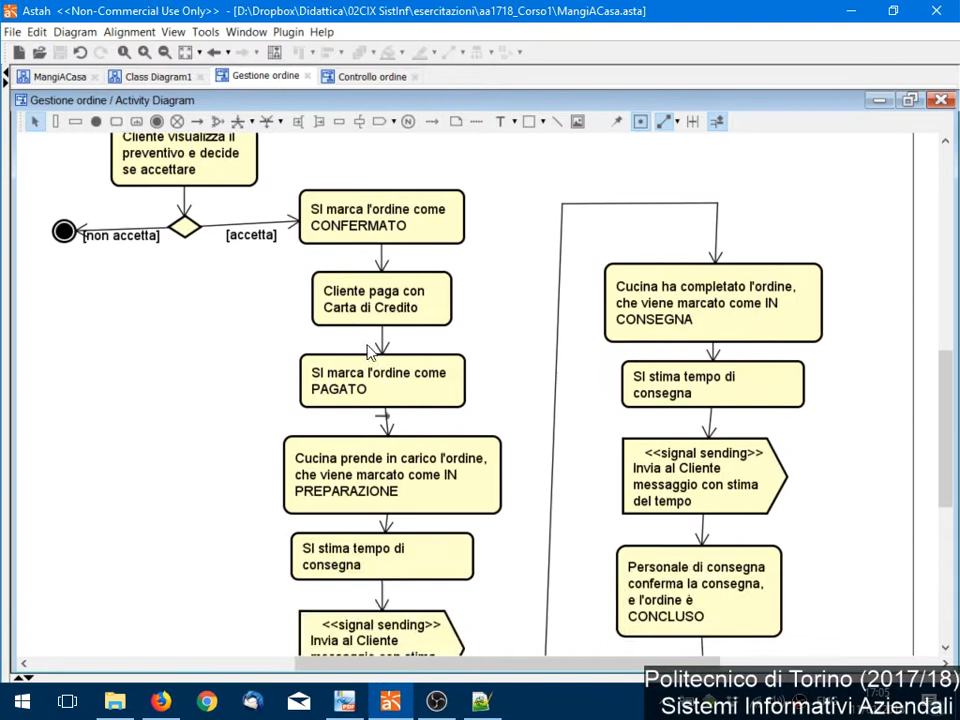 Astah <<Non-Commercial Use Only>> - [D:\Dropbox\Didattica\02CIX SistInf\esercitazioni\aa1718_Corso1\MangiACasa.asta]
File Edit Diagram Alignment View Tools Window Plugin Help
MangiACasa Class Diagram1 Gestione ordine Controllo ordine
Gestione ordine / Activity Diagram
Cliente visualizza il
preventivo e decide
se accettare
[non accetta]
[accetta]
SI marca l'ordine come
CONFERMATO
Cliente paga con
Carta di Credito
SI marca l'ordine come
PAGATO
Cucina prende in carico l'ordine,
che viene marcato come IN
PREPARAZIONE
SI stima tempo di
consegna
<<signal sending>>
Invia al Cliente
messaggio con stima
Cucina ha completato l'ordine,
che viene marcato come IN
CONSEGNA
SI stima tempo di
consegna
<<signal sending>>
Invia al Cliente
messaggio con stima
del tempo
Personale di consegna
conferma la consegna,
e l'ordine è
CONCLUSO
Politecnico di Torino (2017/18)
Sistemi Informativi Aziendali
17:05